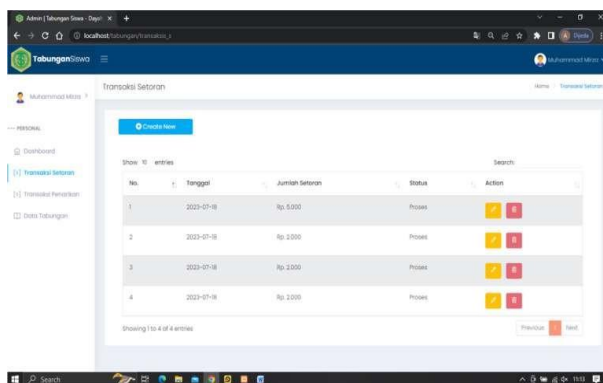 Admin | Tabungan Siswa - Dayah
localhost/tabungan/transaksi_s
Dijeda
TabunganSiswa
Muhammad Mirza
Muhammad Mirza
Transaksi Setoran
Home / Transaksi Setoran
PERSONAL
Dashboard
Transaksi Setoran
Transaksi Penarikan
Data Tabungan
Create New
Show 10 entries
Search:
No. Tanggal Jumlah Setoran Status Action
1 2023-07-18 Rp. 5.000 Proses
2 2023-07-18 Rp. 2.000 Proses
3 2023-07-18 Rp. 2.000 Proses
4 2023-07-18 Rp. 2.000 Proses
Showing 1 to 4 of 4 entries
Previous 1 Next
Search
11:13